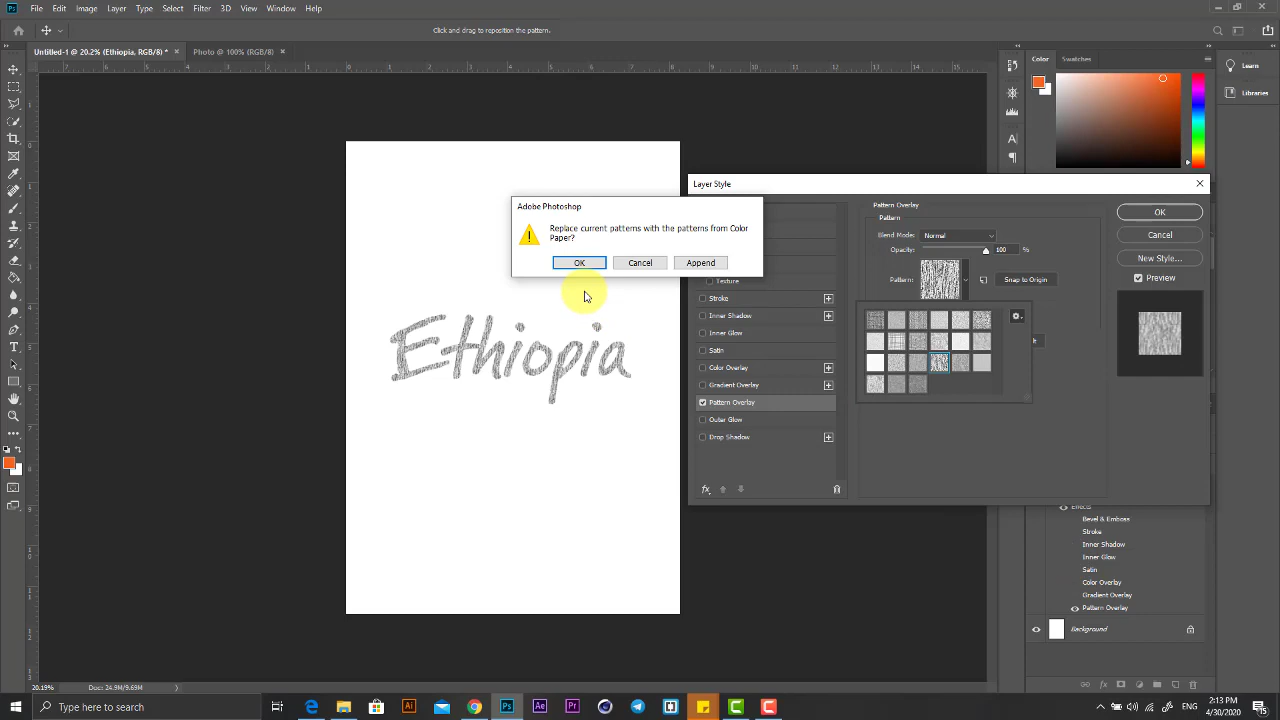 Ps File Edit Image Layer Type Select Filter 3D View Window Help
Click and drag to reposition the pattern.
Untitled-1 @ 20.2% (Ethiopia, RGB/8) * × Photo @ 100% (RGB/8) ×
Color Swatches
Learn
Libraries
Layer Style
Adobe Photoshop
Replace current patterns with the patterns from Color
Paper?
OK Cancel Append
Pattern Overlay
Pattern
Blend Mode: Normal
Opacity: 100 %
Pattern: Snap to Origin
OK
Cancel
New Style...
Preview
Texture
Stroke
Inner Shadow
Inner Glow
Satin
Color Overlay
Gradient Overlay
Pattern Overlay
Outer Glow
Drop Shadow
fx
Ethiopia
Effects
Bevel & Emboss
Stroke
Inner Shadow
Inner Glow
Satin
Color Overlay
Gradient Overlay
Pattern Overlay
Background
20.19% Doc: 24.9M/9.69M
Type here to search
Ai Ps Ae Pr
ENG
2:13 PM
4/30/2020